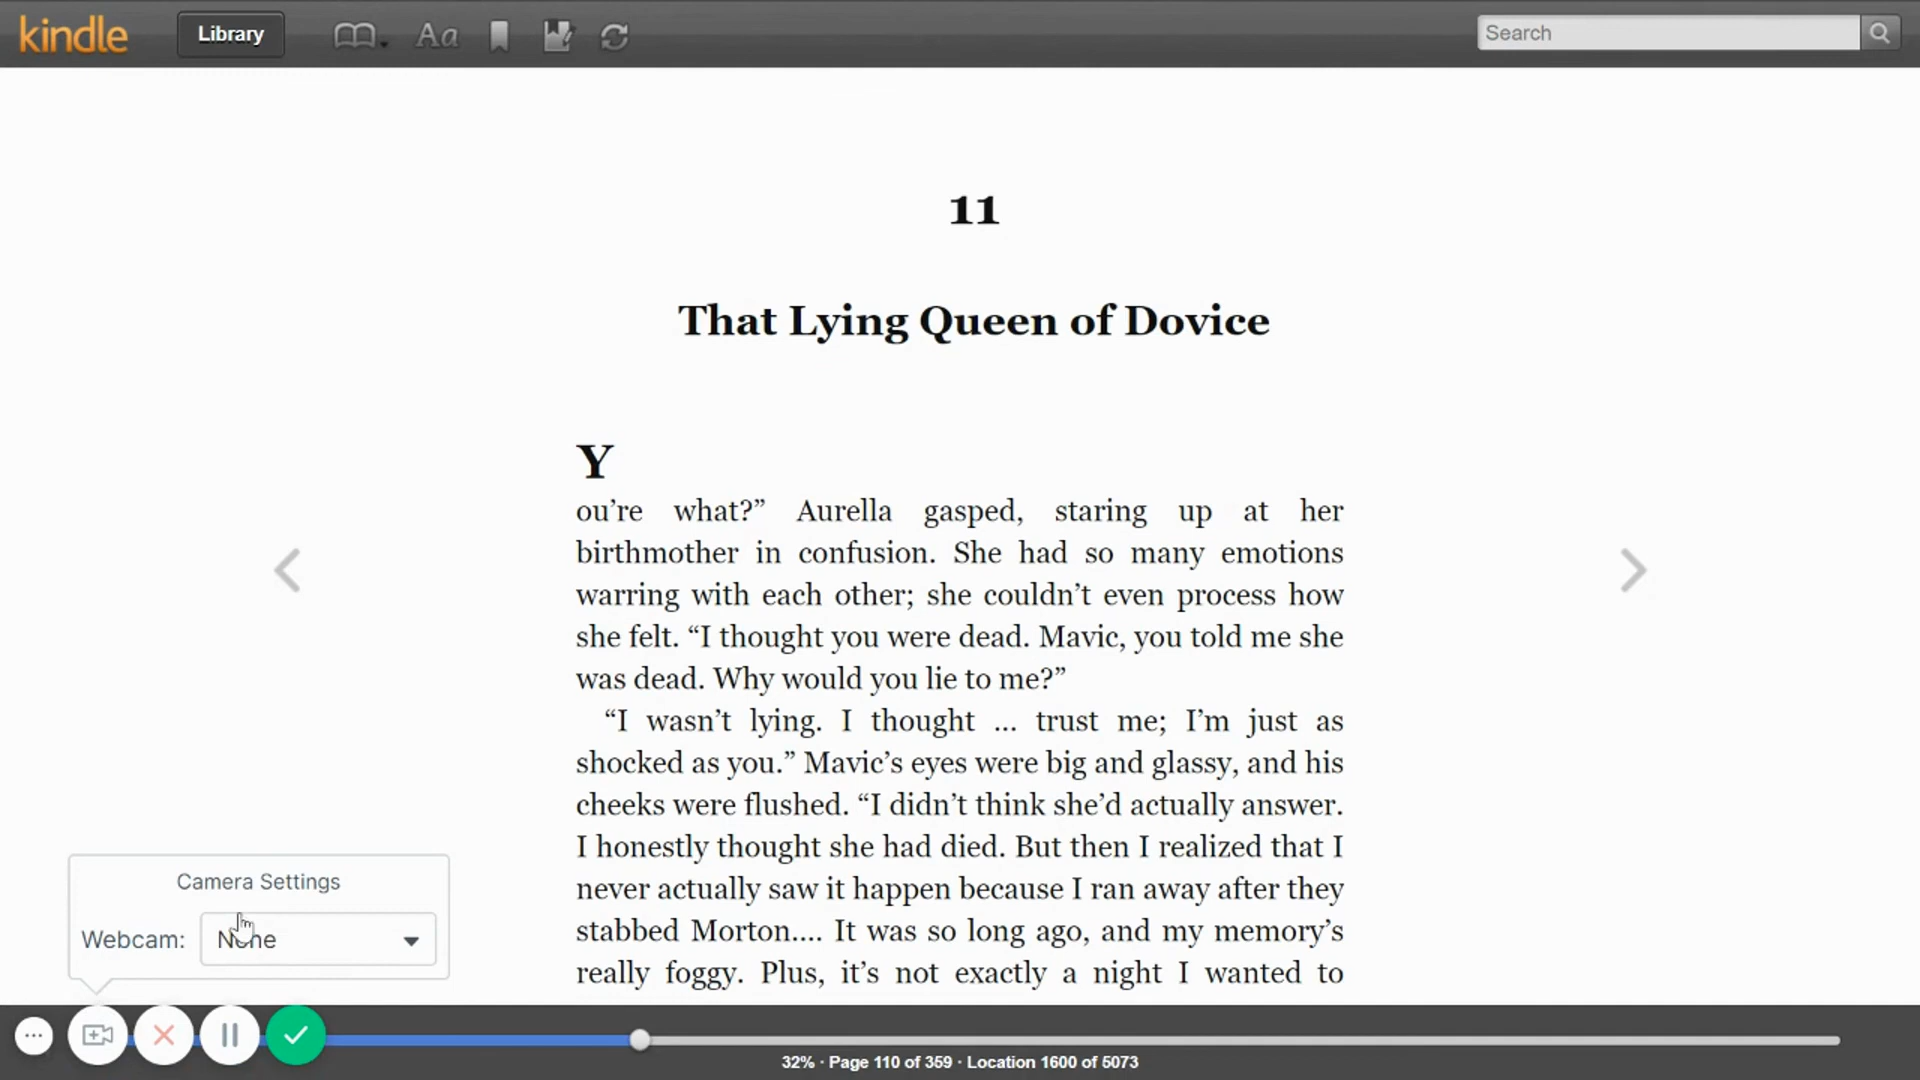 kindle Library Aa Search
11
That Lying Queen of Dovice
Y
ou’re what?” Aurella gasped, staring up at her
birthmother in confusion. She had so many emotions
warring with each other; she couldn’t even process how
she felt. “I thought you were dead. Mavic, you told me she
was dead. Why would you lie to me?”
“I wasn’t lying. I thought ... trust me; I’m just as
shocked as you.” Mavic’s eyes were big and glassy, and his
cheeks were flushed. “I didn’t think she’d actually answer.
I honestly thought she had died. But then I realized that I
never actually saw it happen because I ran away after they
stabbed Morton.... It was so long ago, and my memory’s
really foggy. Plus, it’s not exactly a night I wanted to
Camera Settings
Webcam: None
32% · Page 110 of 359 · Location 1600 of 5073